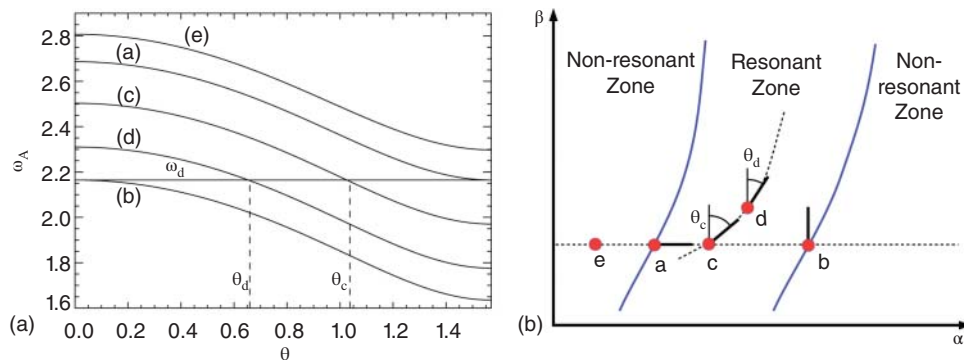 2.8
2.6
2.4
2.2
2.0
1.8
1.6
ω_A
(e)
(a)
(c)
(d)
ω_d
(b)
θ_d
θ_c
0.0 0.2 0.4 0.6 0.8 1.0 1.2 1.4
θ
(a)
β
Non-resonant
Zone
Resonant
Zone
Non-
resonant
Zone
θ_d
θ_c
d
e
a
c
b
α
(b)